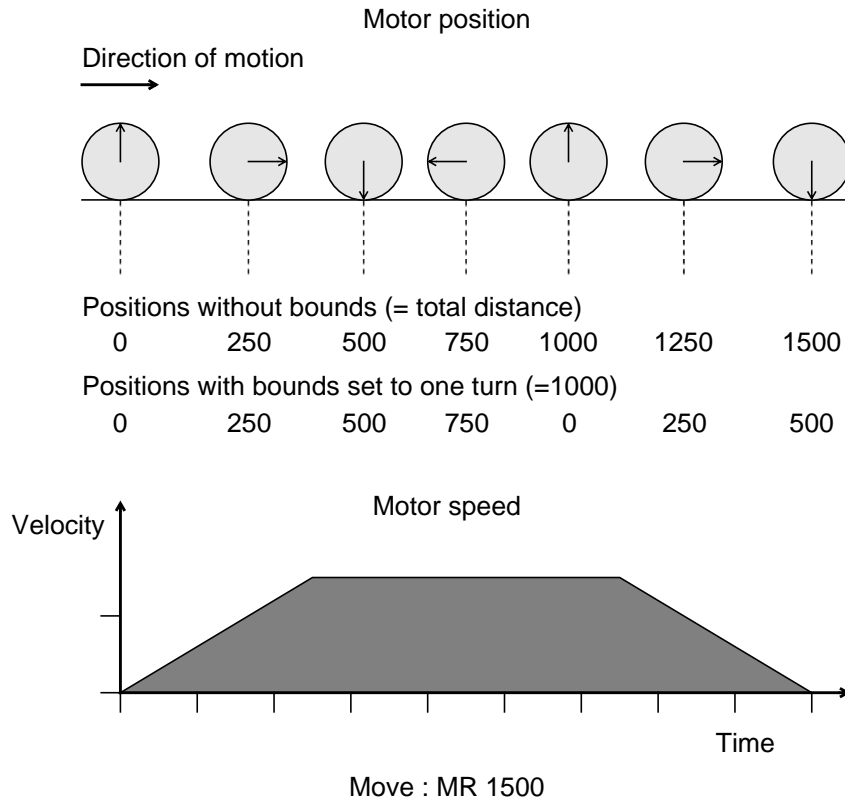 Motor position
Direction of motion
Positions without bounds (= total distance)
0 250 500 750 1000 1250 1500
Positions with bounds set to one turn (=1000)
0 250 500 750 0 250 500
Motor speed
Velocity
Time
Move : MR 1500